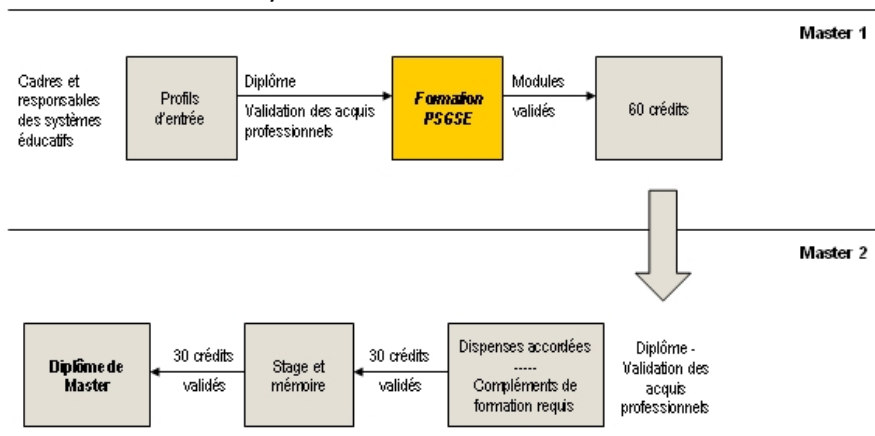 Master 1
Cadres et
responsables
des systèmes
éducatifs
Profils
d'entrée
Diplôme
Validation des acquis
professionnels
Formation
PSGSE
Modules
validés
60 crédits
Master 2
Diplôme de
Master
30 crédits
validés
Stage et
mémoire
30 crédits
validés
Dispenses accordées
-----
Compléments de
formation requis
Diplôme -
Validation des
acquis
professionnels